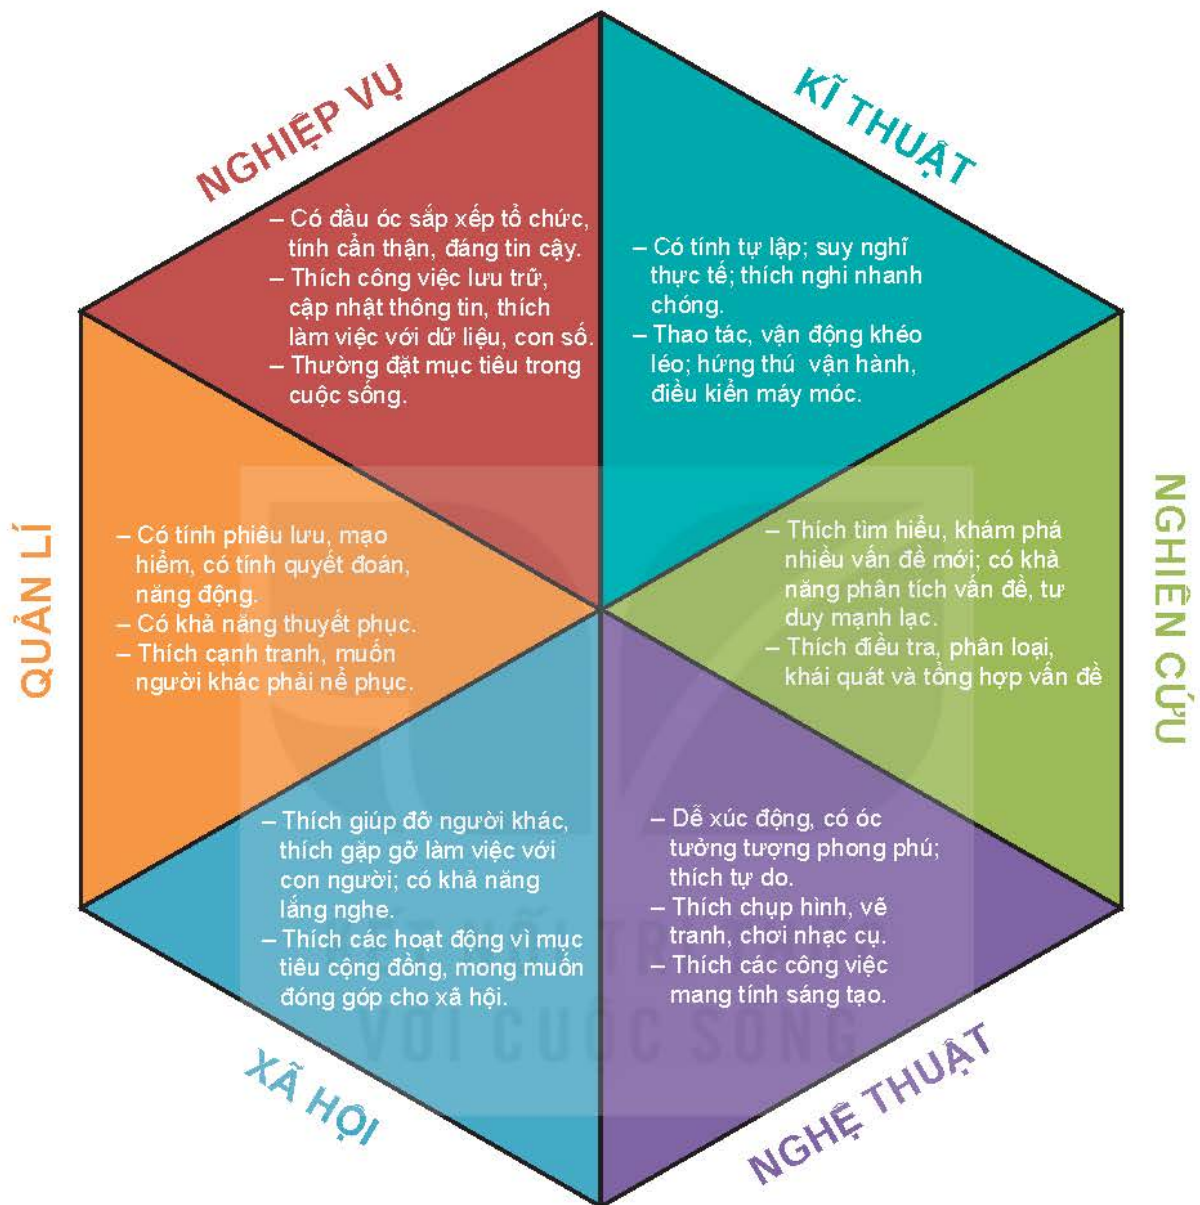 NGHIỆP VỤ
– Có đầu óc sắp xếp tổ chức,
tính cẩn thận, đáng tin cậy.
– Thích công việc lưu trữ,
cập nhật thông tin, thích
làm việc với dữ liệu, con số.
– Thường đặt mục tiêu trong
cuộc sống.
KĨ THUẬT
– Có tính tự lập; suy nghĩ
thực tế; thích nghi nhanh
chóng.
– Thao tác, vận động khéo
léo; hứng thú vận hành,
điều kiển máy móc.
NGHIÊN CỨU
– Thích tìm hiểu, khám phá
nhiều vấn đề mới; có khả
năng phân tích vấn đề, tư
duy mạnh lạc.
– Thích điều tra, phân loại,
khái quát và tổng hợp vấn đề
NGHỆ THUẬT
– Dễ xúc động, có óc
tưởng tượng phong phú;
thích tự do.
– Thích chụp hình, vẽ
tranh, chơi nhạc cụ.
– Thích các công việc
mang tính sáng tạo.
XÃ HỘI
– Thích giúp đỡ người khác,
thích gặp gỡ làm việc với
con người; có khả năng
lắng nghe.
– Thích các hoạt động vì mục
tiêu cộng đồng, mong muốn
đóng góp cho xã hội.
QUẢN LÍ
– Có tính phiêu lưu, mạo
hiểm, có tính quyết đoán,
năng động.
– Có khả năng thuyết phục.
– Thích cạnh tranh, muốn
người khác phải nể phục.
VỚI CUỘC SỐNG